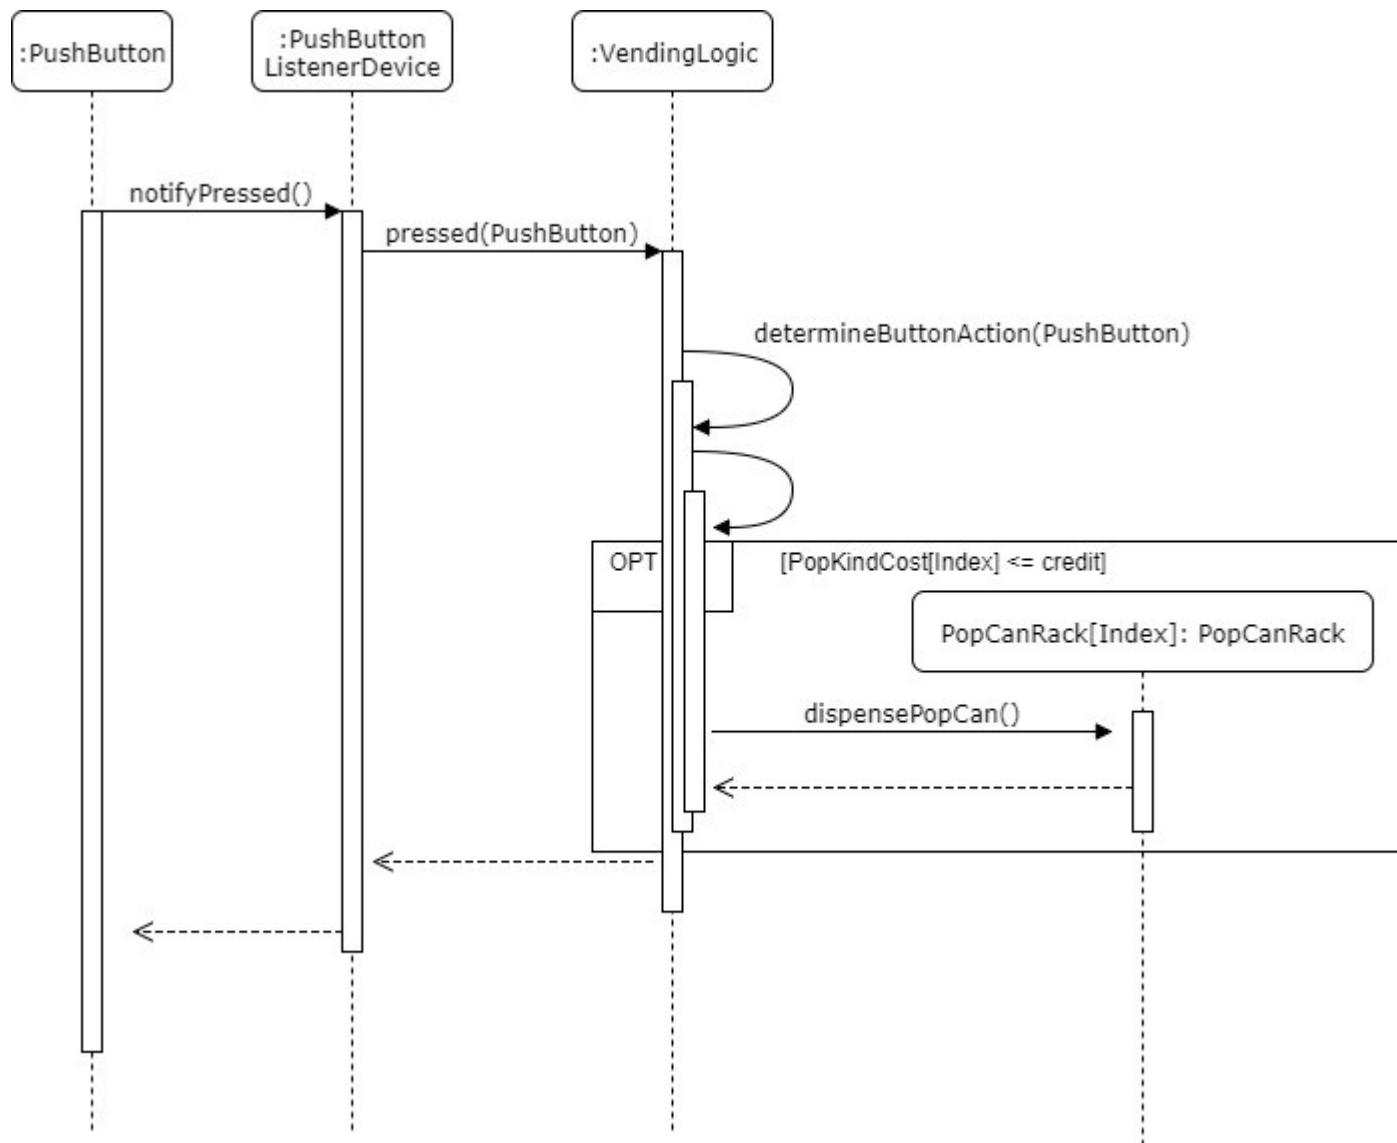 :PushButton
:PushButton
ListenerDevice
:VendingLogic
notifyPressed()
pressed(PushButton)
determineButtonAction(PushButton)
OPT
[PopKindCost[Index] <= credit]
PopCanRack[Index]: PopCanRack
dispensePopCan()